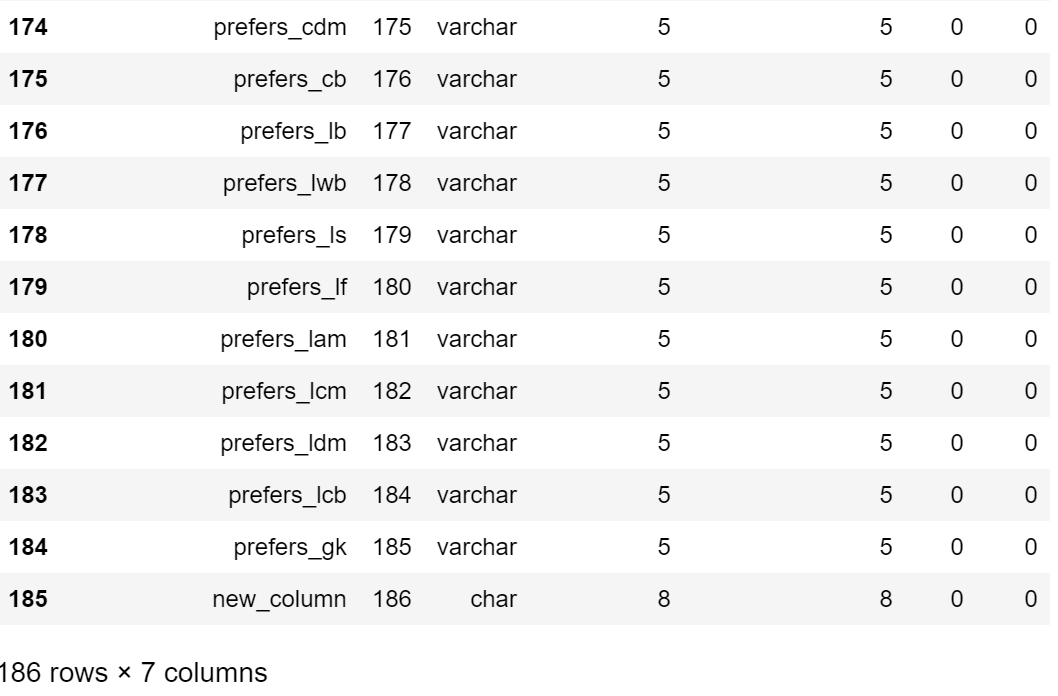 174 prefers_cdm 175 varchar 5 5 0 0
175 prefers_cb 176 varchar 5 5 0 0
176 prefers_lb 177 varchar 5 5 0 0
177 prefers_lwb 178 varchar 5 5 0 0
178 prefers_ls 179 varchar 5 5 0 0
179 prefers_lf 180 varchar 5 5 0 0
180 prefers_lam 181 varchar 5 5 0 0
181 prefers_lcm 182 varchar 5 5 0 0
182 prefers_ldm 183 varchar 5 5 0 0
183 prefers_lcb 184 varchar 5 5 0 0
184 prefers_gk 185 varchar 5 5 0 0
185 new_column 186 char 8 8 0 0
186 rows × 7 columns